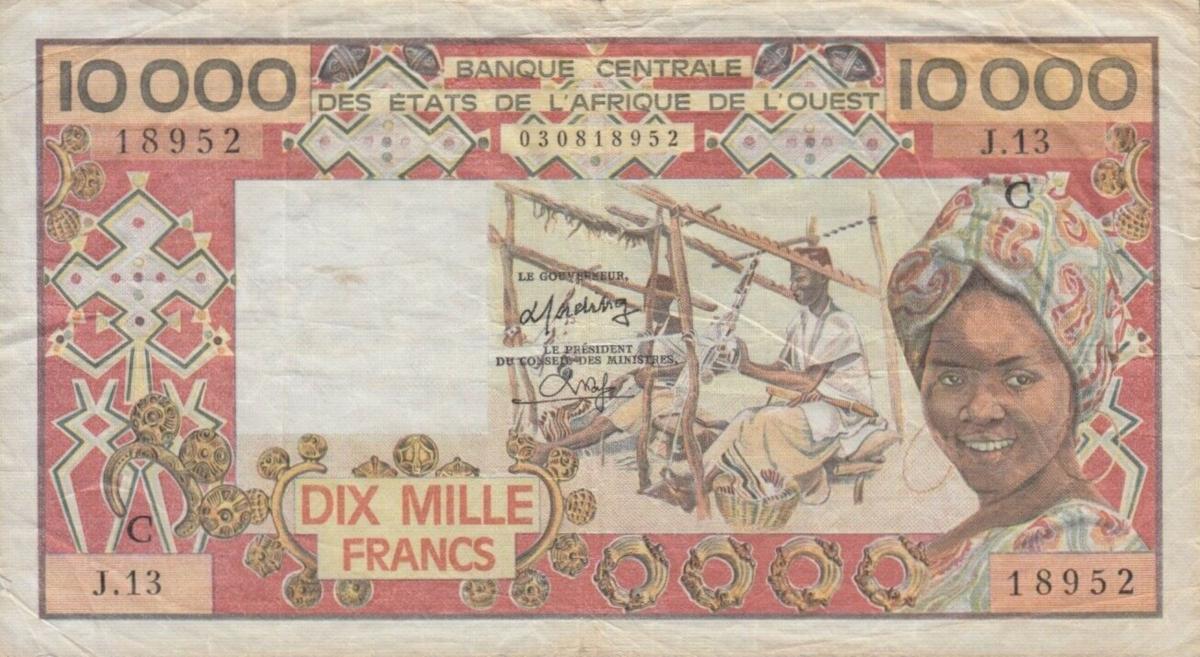 10 000
BANQUE CENTRALE
10 000
DES ÉTATS DE L'AFRIQUE DE L'OUEST
18952
030818952
J.13
C
LE GOUVERNEUR,
LE PRÉSIDENT
DU CONSEIL DES MINISTRES,
DIX MILLE
FRANCS
C
J.13
18952